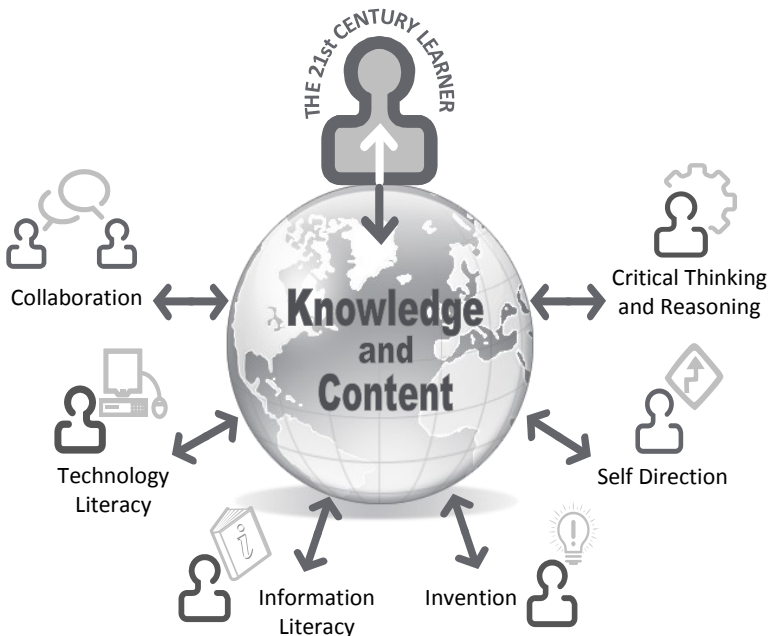 THE 21st CENTURY LEARNER
Collaboration
Critical Thinking
and Reasoning
Knowledge
and
Content
Technology
Literacy
Self Direction
i
Information
Literacy
Invention